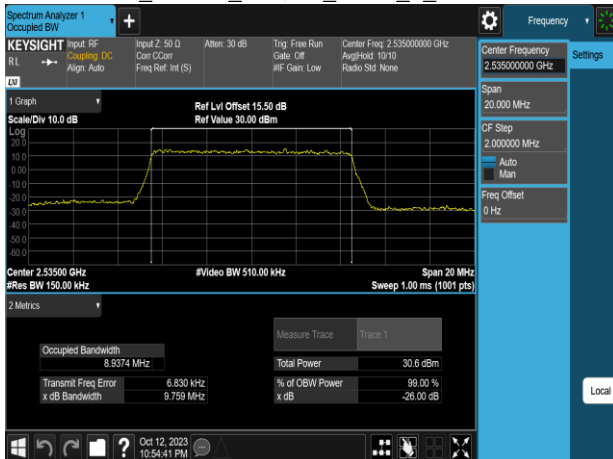 Spectrum Analyzer 1
Occupied BW
Frequency
KEYSIGHT
Input: RF
Input Z: 50 Ω
Atten: 30 dB
Trig: Free Run
Center Freq: 2.535000000 GHz
R L
Coupling: DC
Corr CCorr
Gate: Off
Avg|Hold: 10/10
Align: Auto
Freq Ref: Int (S)
#IF Gain: Low
Radio Std: None
LXI
Center Frequency
2.535000000 GHz
Settings
Span
20.000 MHz
CF Step
2.000000 MHz
Auto
Man
Freq Offset
0 Hz
Local
1 Graph
Ref Lvl Offset 15.50 dB
Scale/Div 10.0 dB
Ref Value 30.00 dBm
Log
20.0
10.0
0.00
-10.0
-20.0
-30.0
-40.0
-50.0
-60.0
Center 2.53500 GHz
#Video BW 510.00 kHz
Span 20 MHz
#Res BW 150.00 kHz
Sweep 1.00 ms (1001 pts)
2 Metrics
Measure Trace
Trace 1
Occupied Bandwidth
8.9374 MHz
Total Power
30.6 dBm
Transmit Freq Error
6.830 kHz
% of OBW Power
99.00 %
x dB Bandwidth
9.759 MHz
x dB
-26.00 dB
Oct 12, 2023
10:54:41 PM